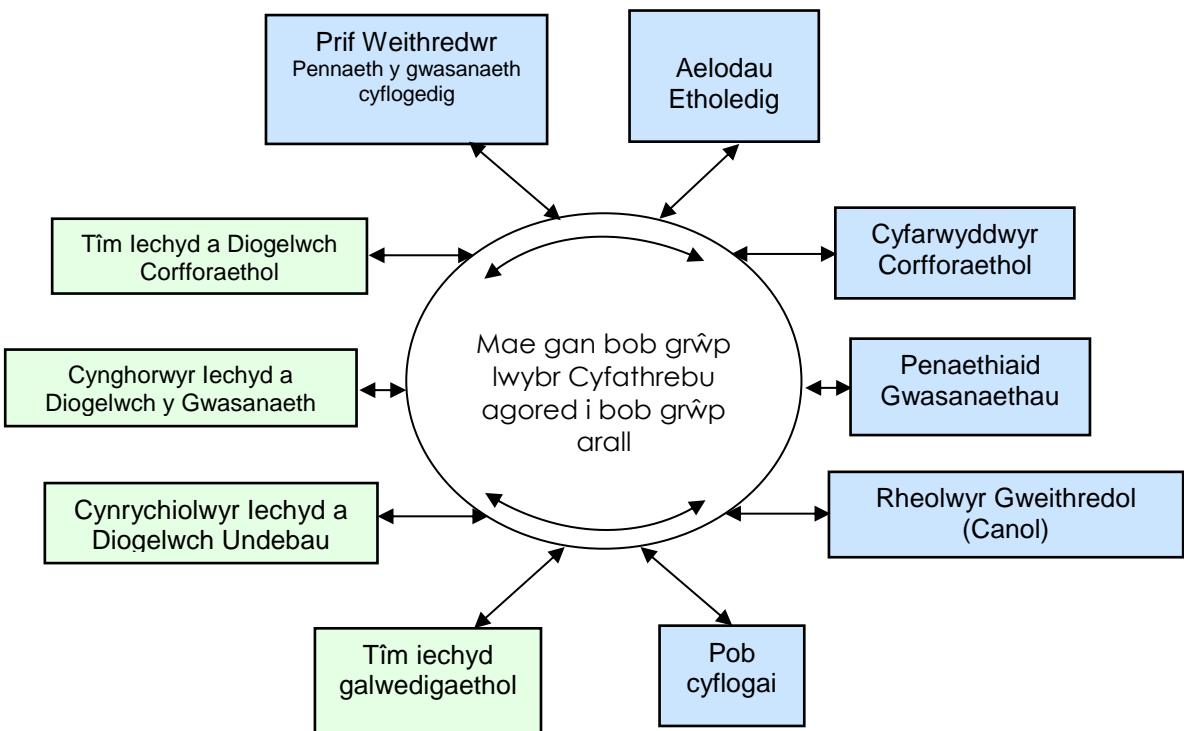 Prif Weithredwr
Pennaeth y gwasanaeth
cyflogedig
Aelodau
Etholedig
Tîm Iechyd a Diogelwch
Corfforaethol
Cyfarwyddwyr
Corfforaethol
Mae gan bob grŵp
lwybr Cyfathrebu
agored i bob grŵp
arall
Cynghorwyr Iechyd a
Diogelwch y Gwasanaeth
Penaethiaid
Gwasanaethau
Cynrychiolwyr Iechyd a
Diogelwch Undebau
Rheolwyr Gweithredol
(Canol)
Tîm iechyd
galwedigaethol
Pob
cyflogai